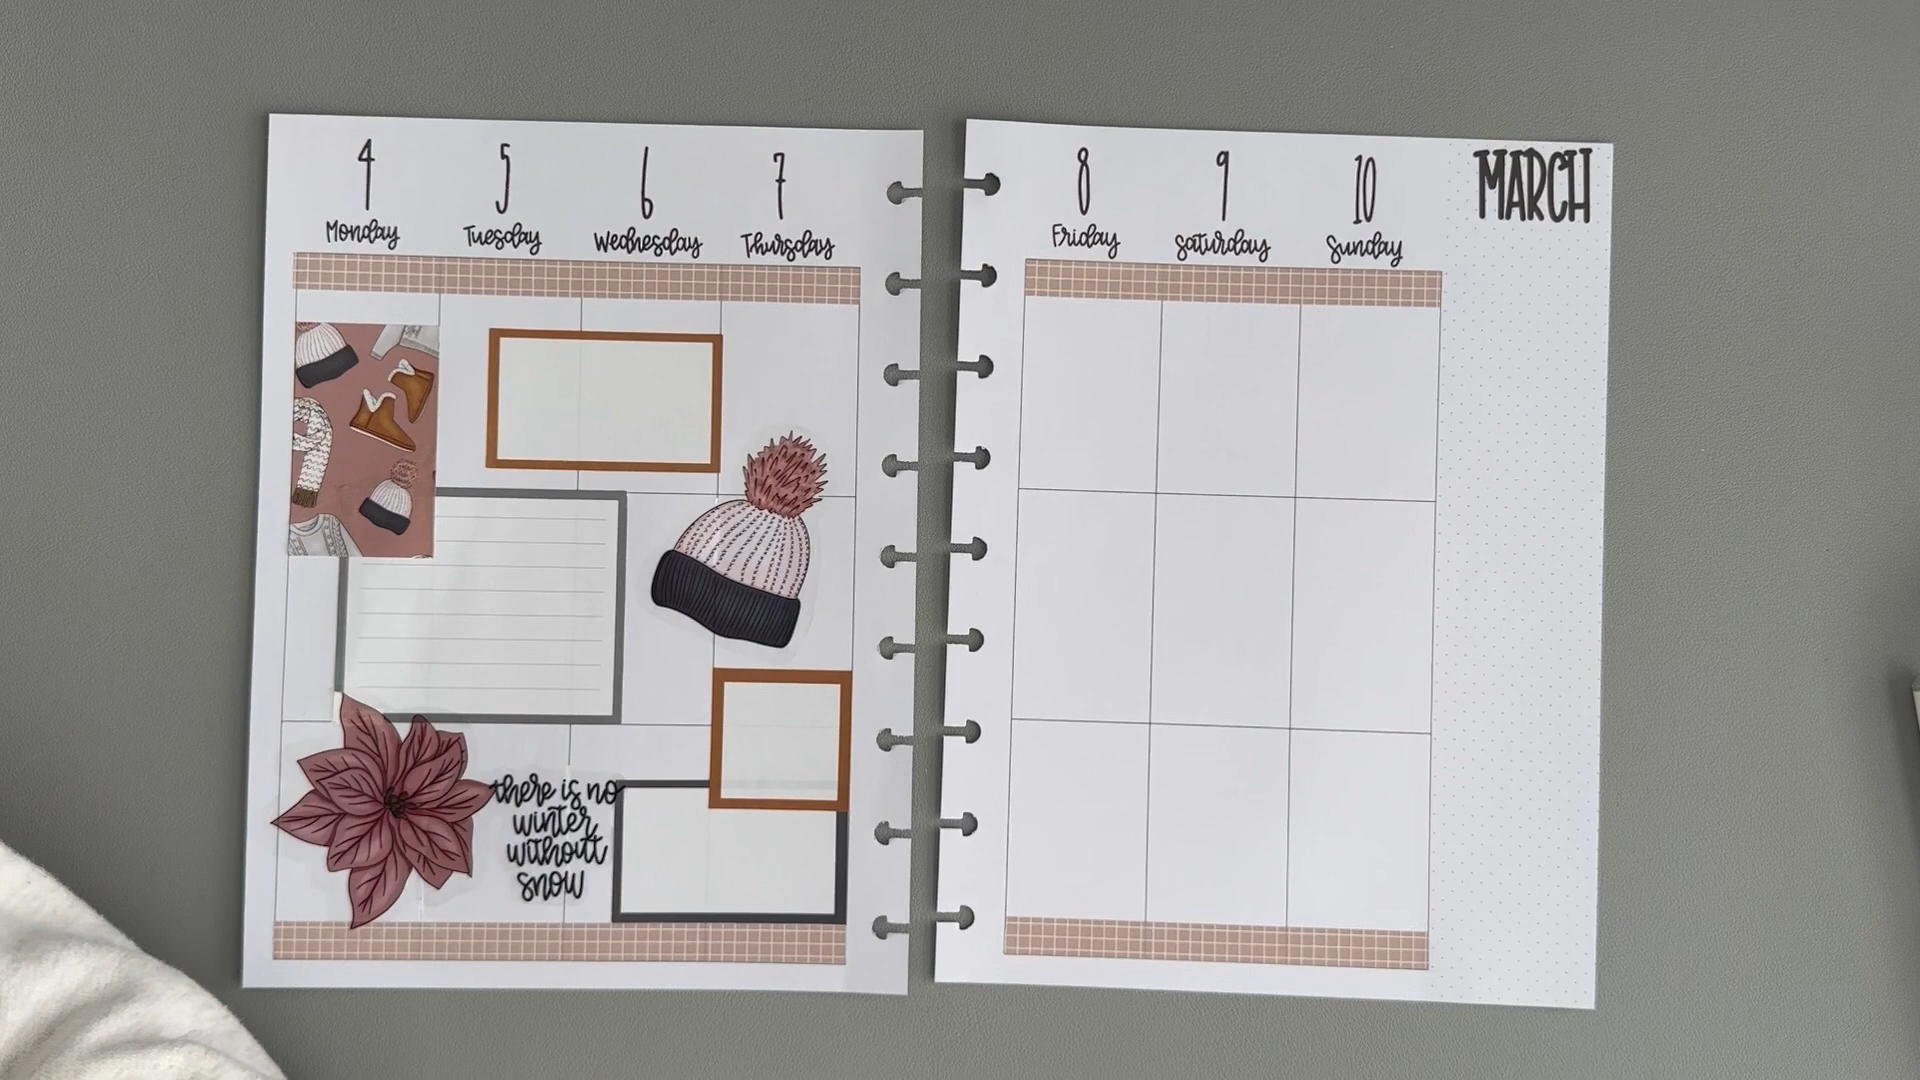 4 5 6 7
Monday Tuesday Wednesday Thursday
there is no
winter
without
snow
8 9 10
MARCH
Friday Saturday Sunday